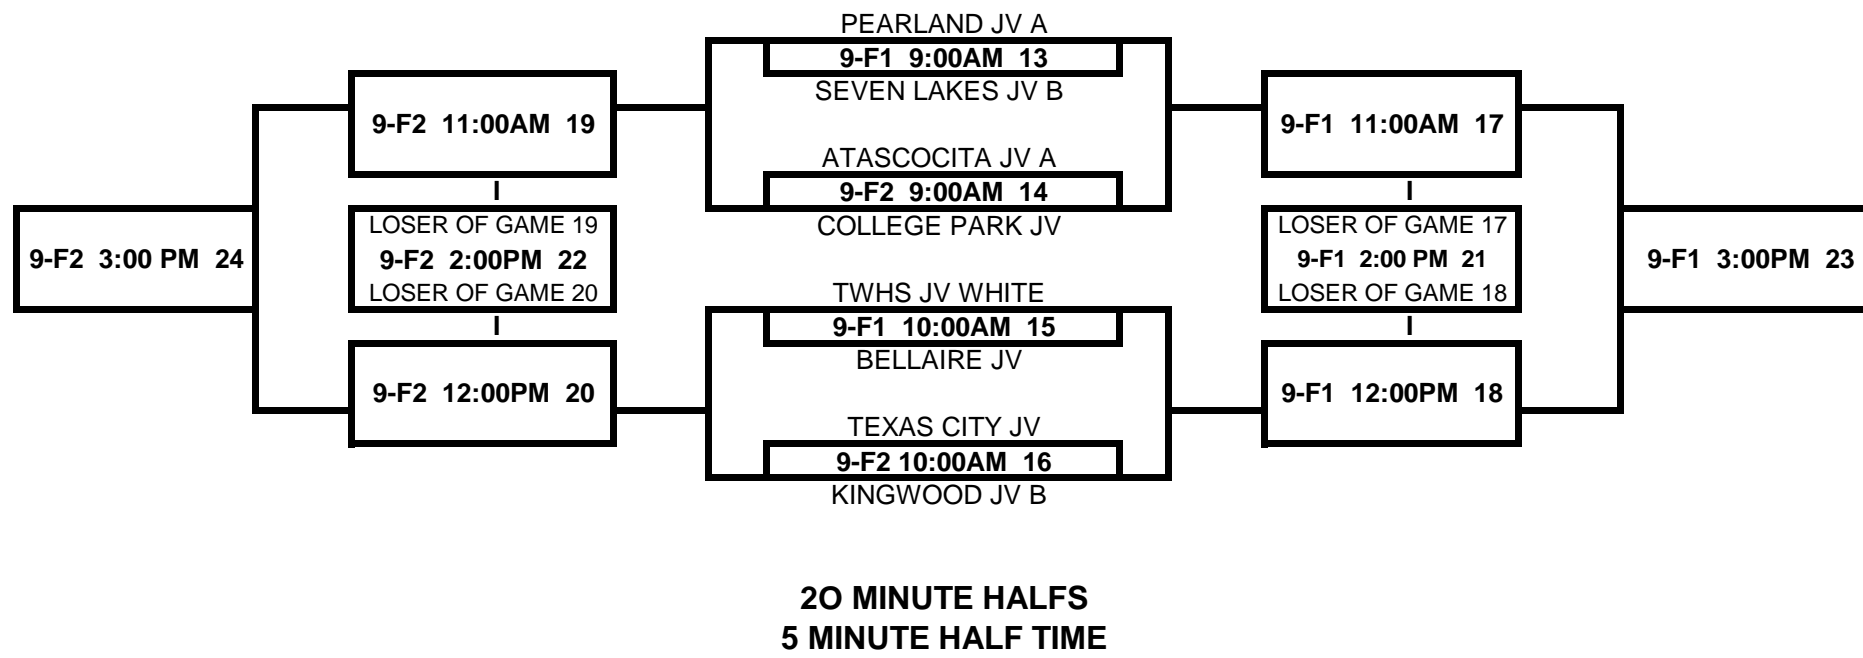 PEARLAND JV A
9-F1 9:00AM 13
SEVEN LAKES JV B
9-F2 11:00AM 19
9-F1 11:00AM 17
ATASCOCITA JV A
9-F2 9:00AM 14
COLLEGE PARK JV
LOSER OF GAME 19
9-F2 2:00PM 22
LOSER OF GAME 20
LOSER OF GAME 17
9-F1 2:00 PM 21
LOSER OF GAME 18
9-F2 3:00 PM 24
9-F1 3:00PM 23
TWHS JV WHITE
9-F1 10:00AM 15
BELLAIRE JV
9-F2 12:00PM 20
9-F1 12:00PM 18
TEXAS CITY JV
9-F2 10:00AM 16
KINGWOOD JV B
2O MINUTE HALFS
5 MINUTE HALF TIME